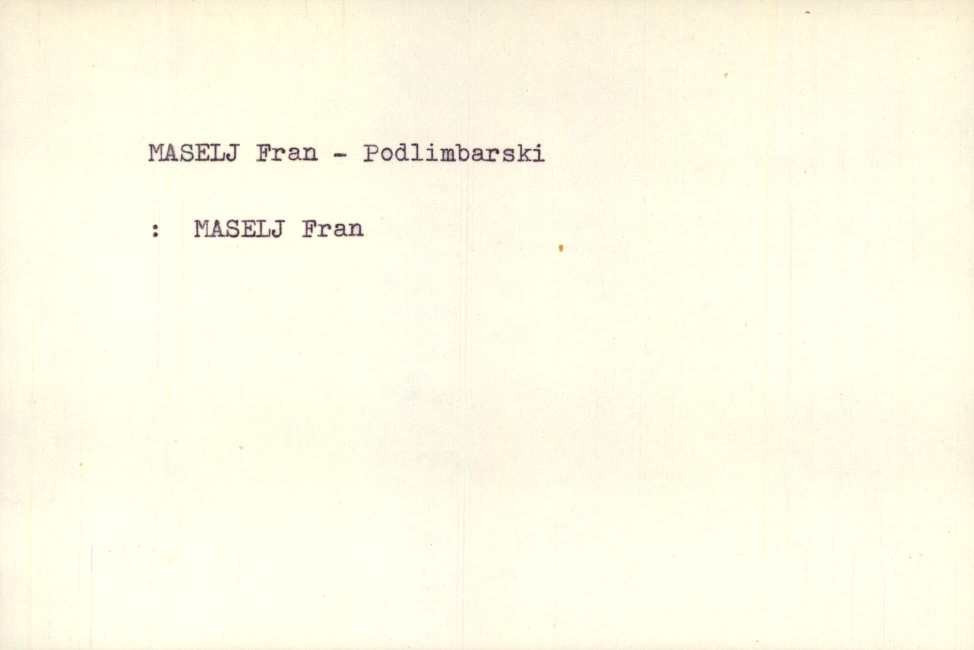 MASELJ Fran - Podlimbarski
: MASELJ Fran